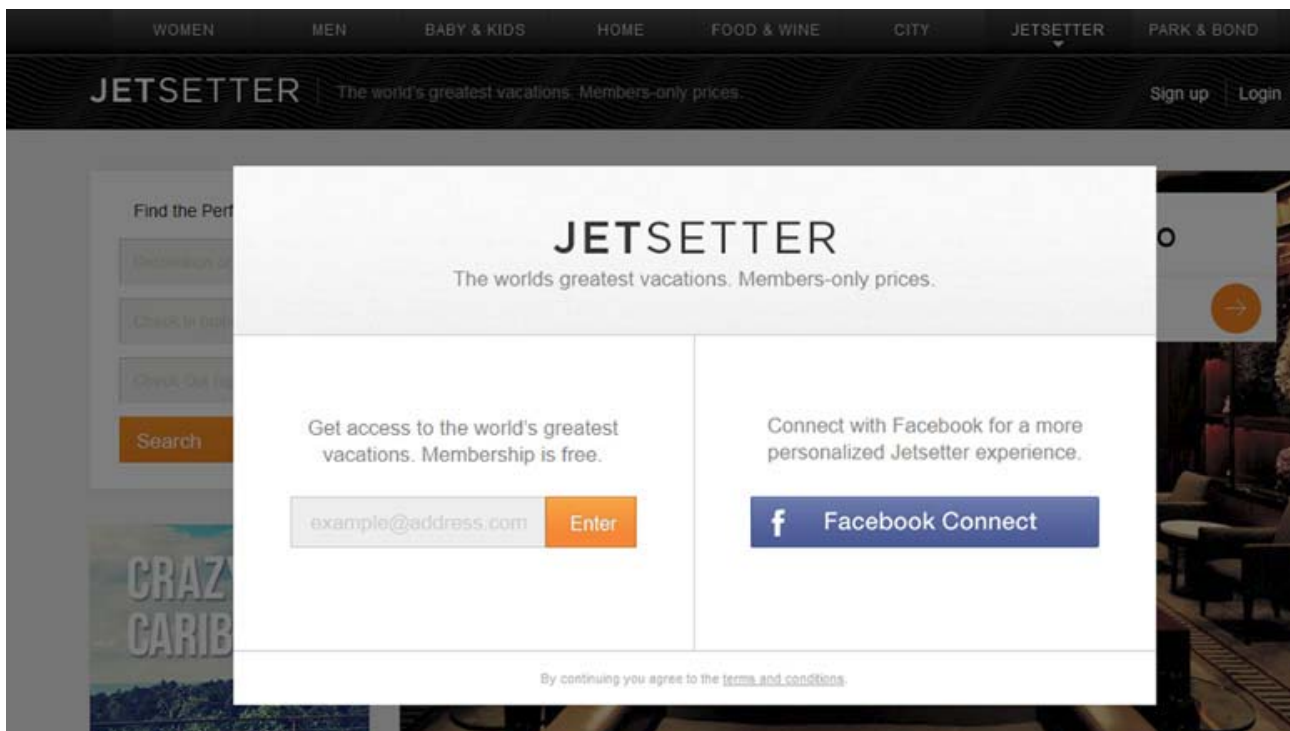 WOMEN MEN BABY & KIDS HOME FOOD & WINE CITY JETSETTER PARK & BOND
JETSETTER The world's greatest vacations. Members-only prices. Sign up Login
Find the Perf
JETSETTER
The worlds greatest vacations. Members-only prices.
o
Search
Get access to the world's greatest
vacations. Membership is free.
example@address.com Enter
Connect with Facebook for a more
personalized Jetsetter experience.
f Facebook Connect
CRAZY
CARIB
By continuing you agree to the terms and conditions.